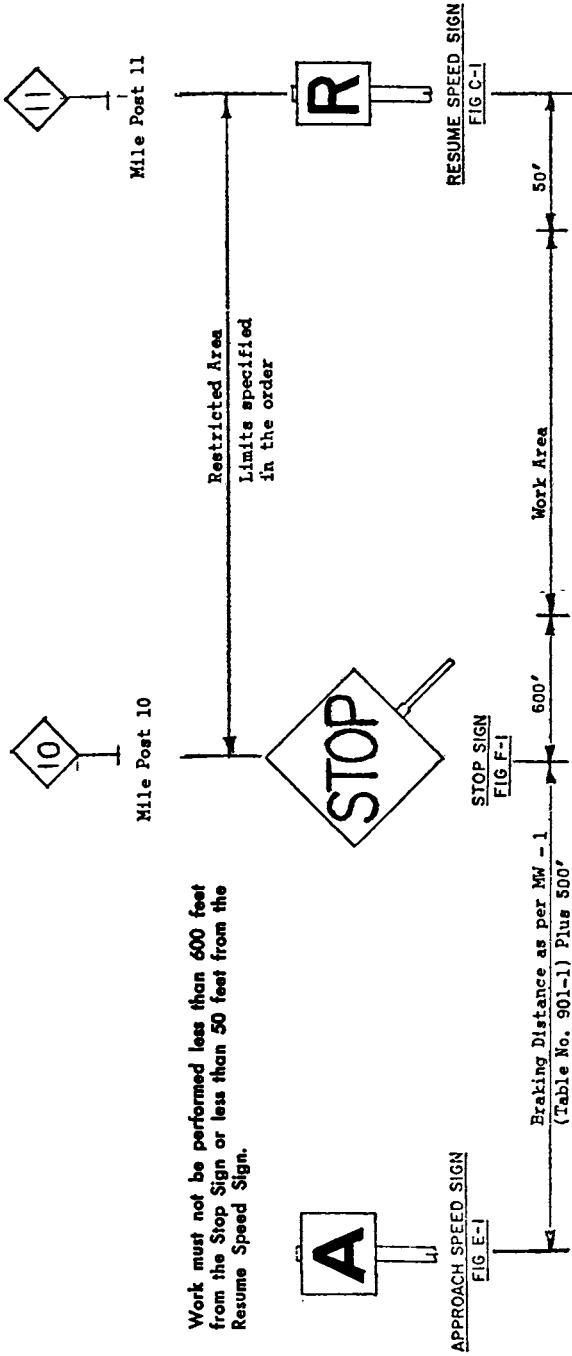 10
11
Mile Post 10
Mile Post 11
Work must not be performed less than 600 feet
from the Stop Sign or less than 50 feet from the
Resume Speed Sign.
Restricted Area
Limits specified
in the order
A
STOP
R
APPROACH SPEED SIGN
FIG E-1
STOP SIGN
FIG F-1
RESUME SPEED SIGN
FIG C-1
Braking Distance as per MW - 1
(Table No. 901-1) Plus 500'
600'
Work Area
50'